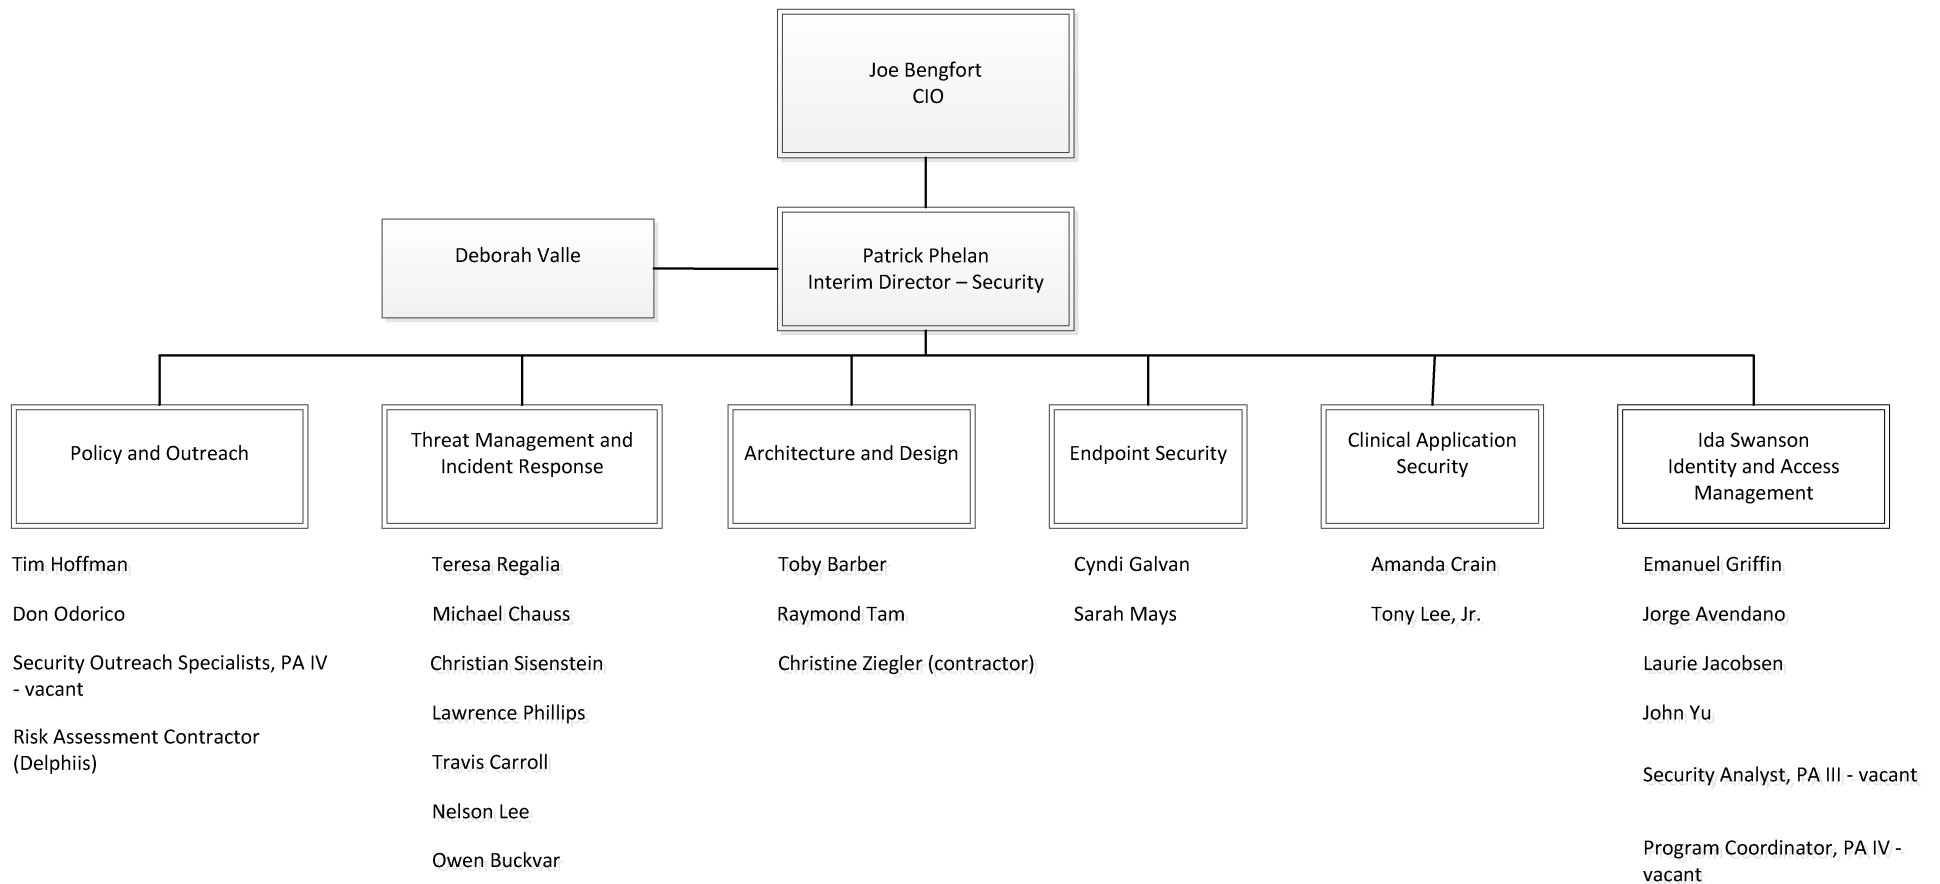 Joe Bengfort
CIO
Deborah Valle
Patrick Phelan
Interim Director – Security
Policy and Outreach
Threat Management and
Incident Response
Architecture and Design
Endpoint Security
Clinical Application
Security
Ida Swanson
Identity and Access
Management
Tim Hoffman
Don Odorico
Security Outreach Specialists, PA IV
- vacant
Risk Assessment Contractor
(Delphiis)
Teresa Regalia
Michael Chauss
Christian Sisenstein
Lawrence Phillips
Travis Carroll
Nelson Lee
Owen Buckvar
Toby Barber
Raymond Tam
Christine Ziegler (contractor)
Cyndi Galvan
Sarah Mays
Amanda Crain
Tony Lee, Jr.
Emanuel Griffin
Jorge Avendano
Laurie Jacobsen
John Yu
Security Analyst, PA III - vacant
Program Coordinator, PA IV -
vacant